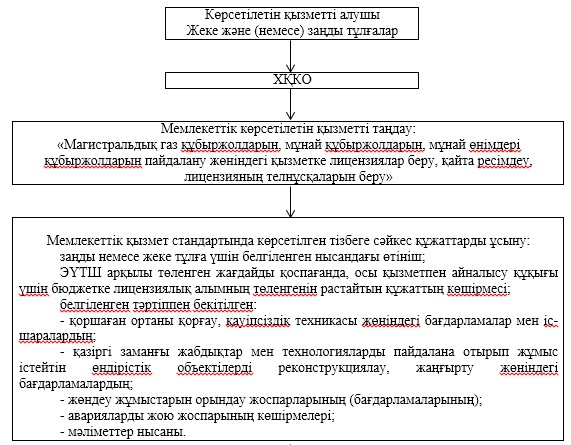 Көрсетілетін қызметті алушы
Жеке және (немесе) заңды тұлғалар
ХҚКО
Мемлекеттік көрсетілетін қызметті таңдау:
«Магистральдық газ құбыржолдарын, мұнай құбыржолдарын, мұнай өнімдері
құбыржолдарын пайдалану жөніндегі қызметке лицензиялар беру, қайта ресімдеу,
лицензияның телнұсқаларын беру»
Мемлекеттік қызмет стандартында көрсетілген тізбеге сәйкес құжаттарды ұсыну:
заңды немесе жеке тұлға үшін белгіленген нысандағы өтініш;
ЭҮТШ арқылы төленген жағдайды қоспағанда, осы қызметпен айналысу құқығы
үшін бюджетке лицензиялық алымның төленгенін растайтын құжаттың көшірмесі;
белгіленген тәртіппен бекітілген:
- қоршаған ортаны қорғау, қауіпсіздік техникасы жөніндегі бағдарламалар мен іс-
шаралардың;
- қазіргі заманғы жабдықтар мен технологияларды пайдалана отырып жұмыс
істейтін өндірістік объектілерді реконструкциялау, жаңғырту жөніндегі
бағдарламалардың;
- жөндеу жұмыстарын орындау жоспарларының (бағдарламаларының);
- аварияларды жою жоспарының көшірмелері;
- мәліметтер нысаны.